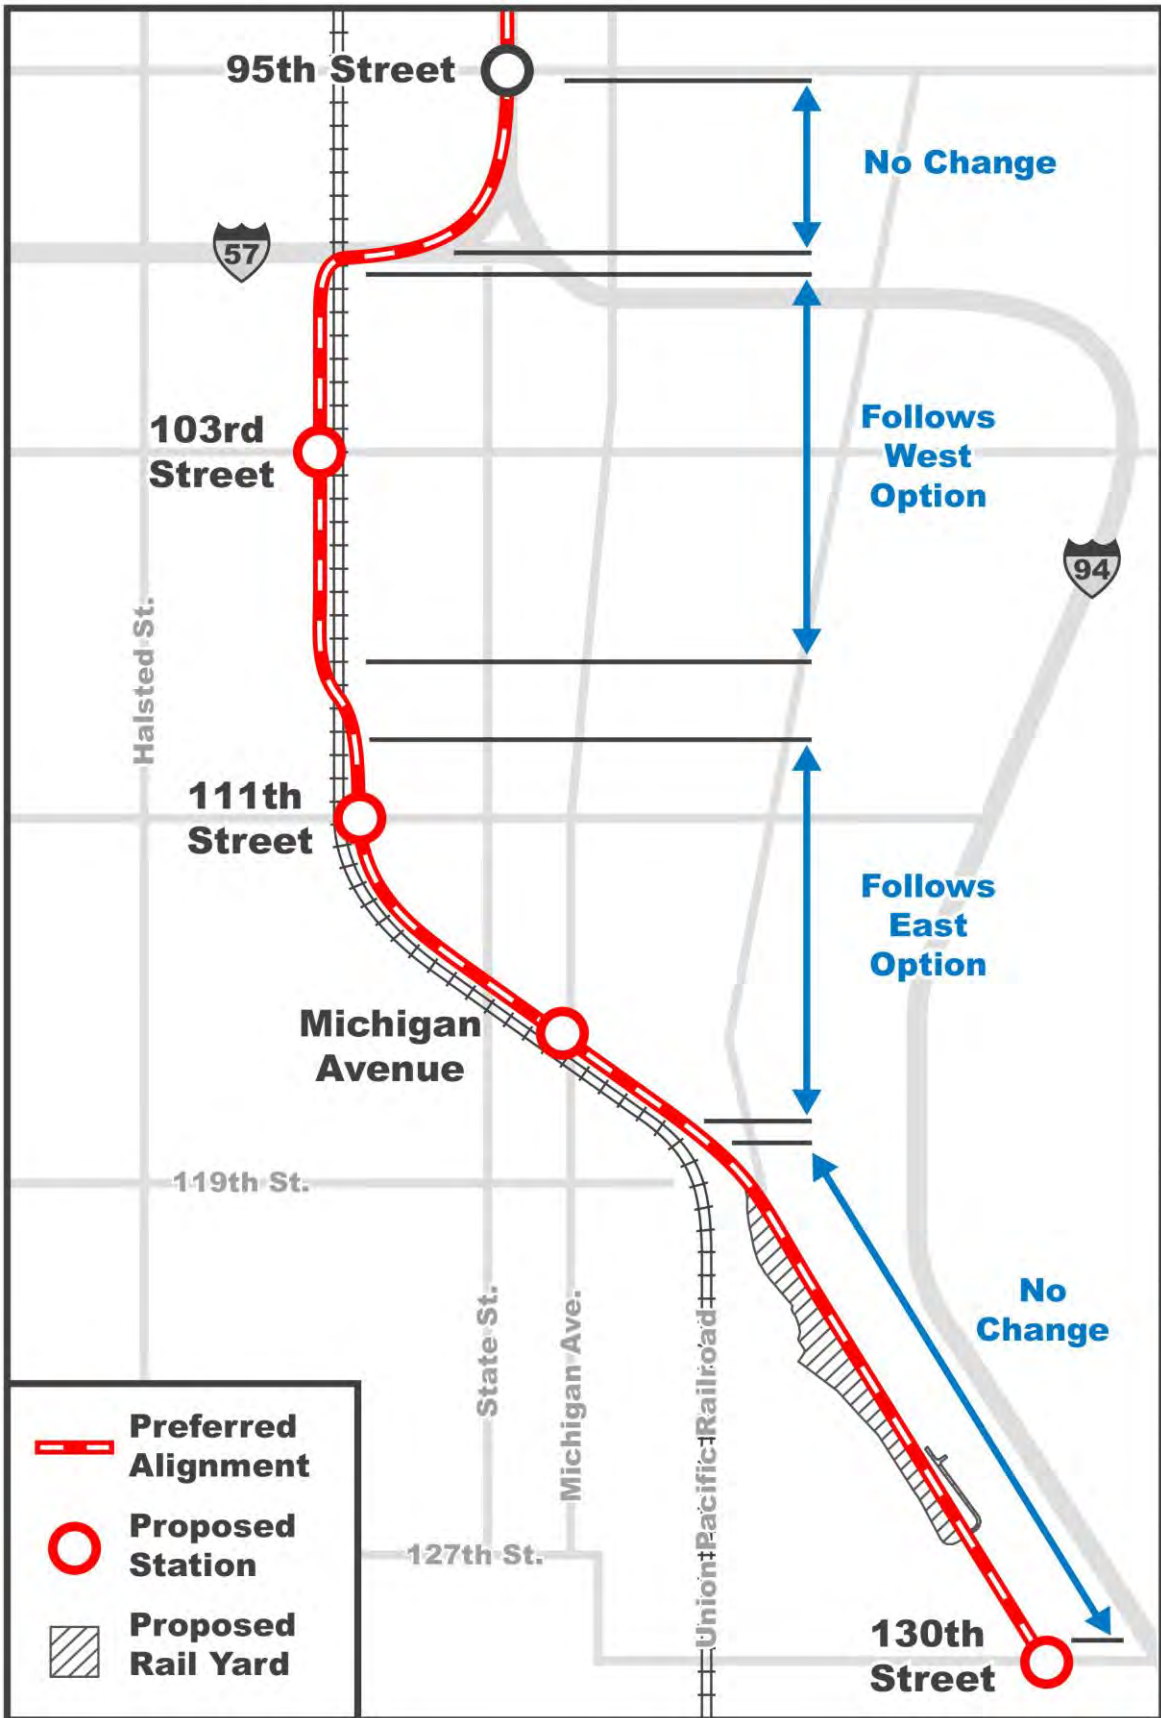 95th Street
No Change
57
103rd
Street
Follows
West
Option
94
Halsted St.
111th
Street
Follows
East
Option
Michigan
Avenue
119th St.
No
Change
State St.
Michigan Ave.
Union Pacific Railroad
127th St.
130th
Street
Preferred
Alignment
Proposed
Station
Proposed
Rail Yard